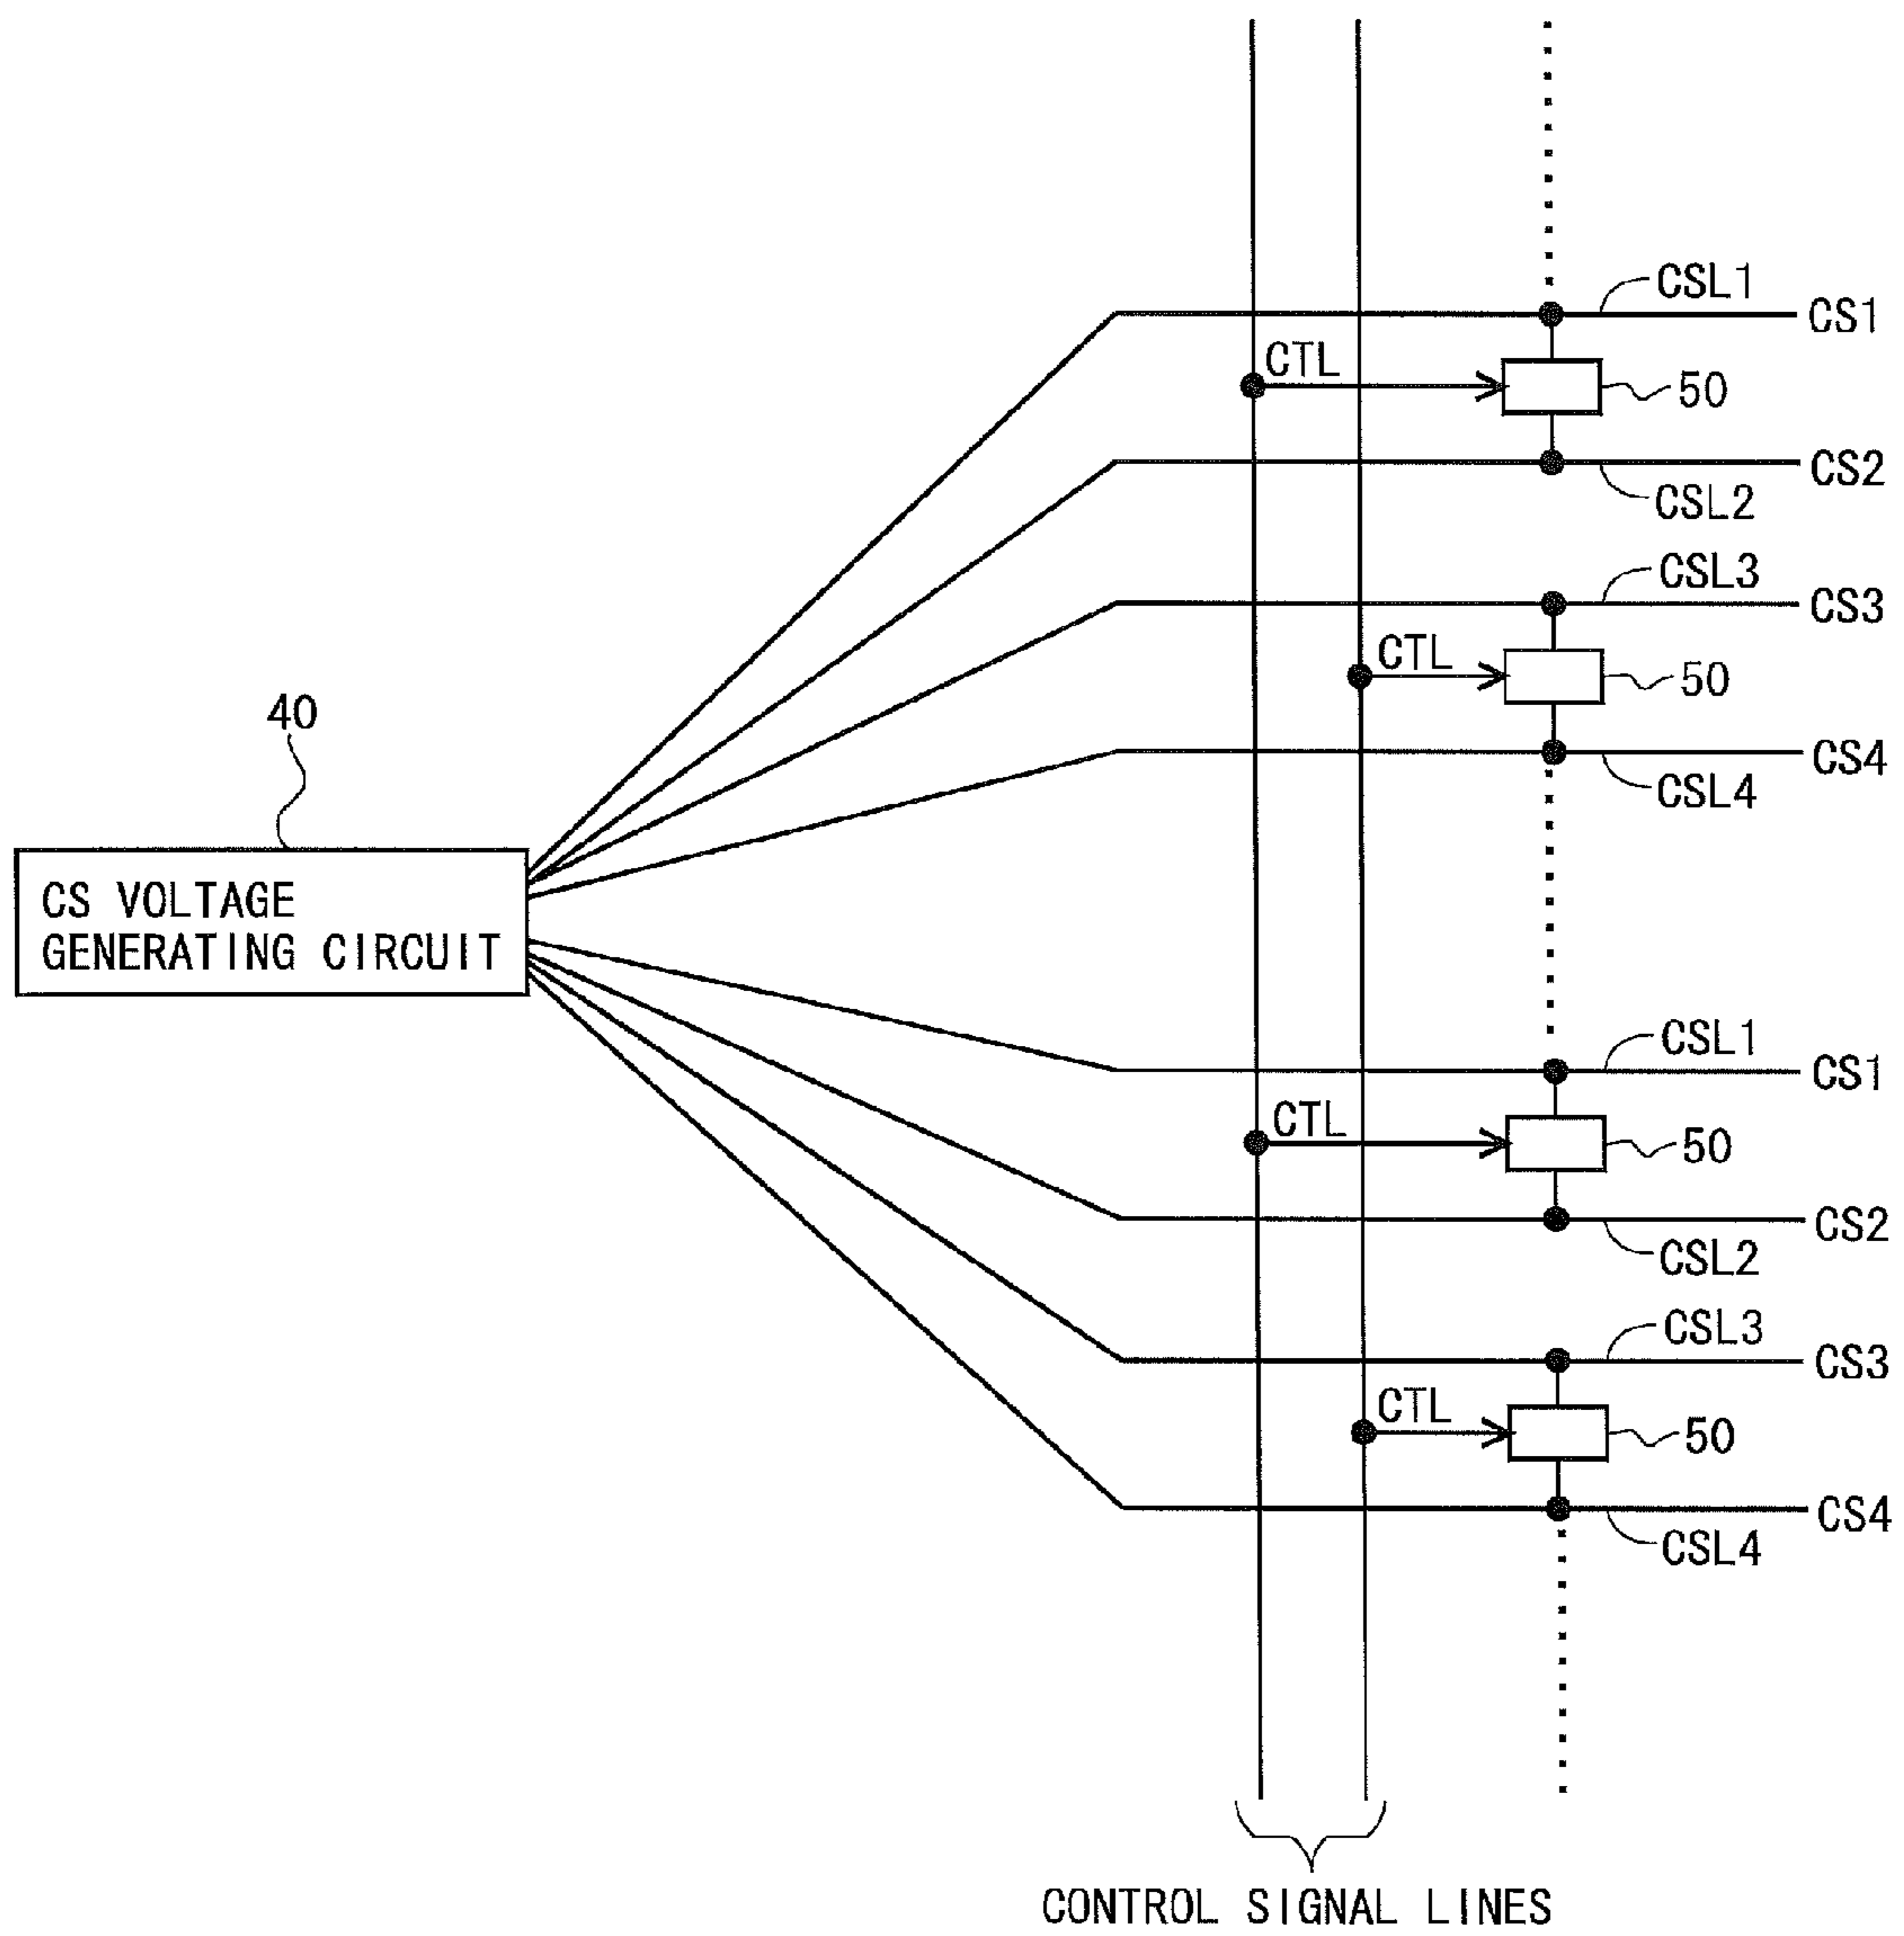 CSL1
CS1
CTL
50
CS2
CSL2
CSL3
CS3
CTL
50
40
CS4
CSL4
CS VOLTAGE
GENERATING CIRCUIT
CSL1
CS1
CTL
50
CS2
CSL2
CSL3
CS3
CTL
50
CS4
CSL4
CONTROL SIGNAL LINES